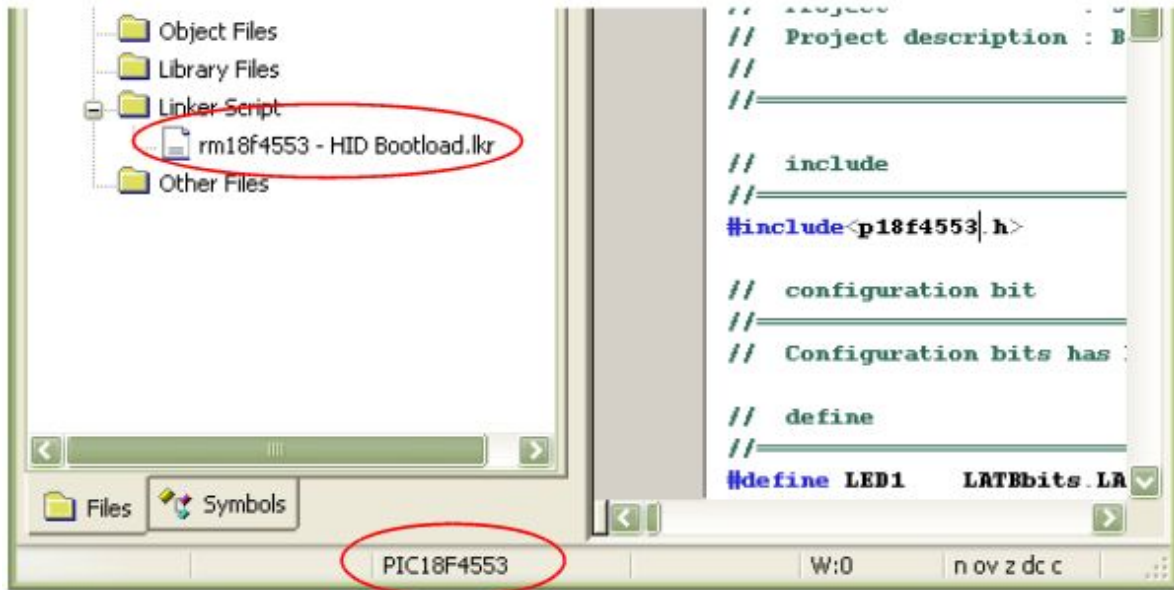 Object Files
Library Files
Linker Script
rm18f4553 - HID Bootload.lkr
Other Files
Files
Symbols
// Project :
// Project description : B
//
//
// include
//
#include<p18f4553.h>
// configuration bit
//
// Configuration bits has
// define
//
#define LED1 LATBbits.LA
PIC18F4553
W:0
n ov z dc c